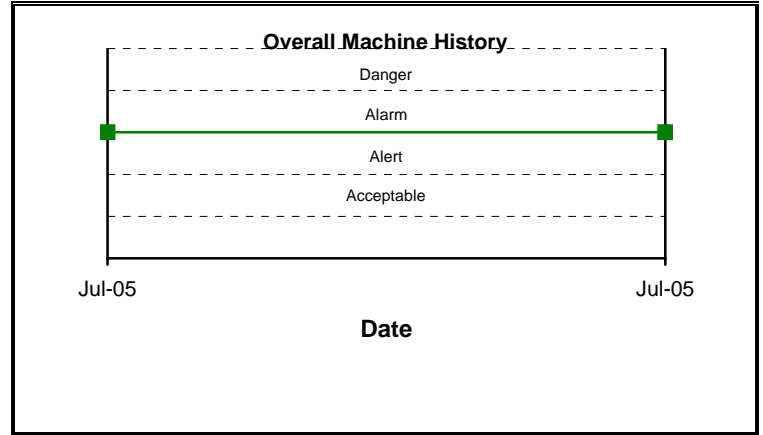 Overall Machine History
Danger
Alarm
Alert
Acceptable
Jul-05 Jul-05
Date